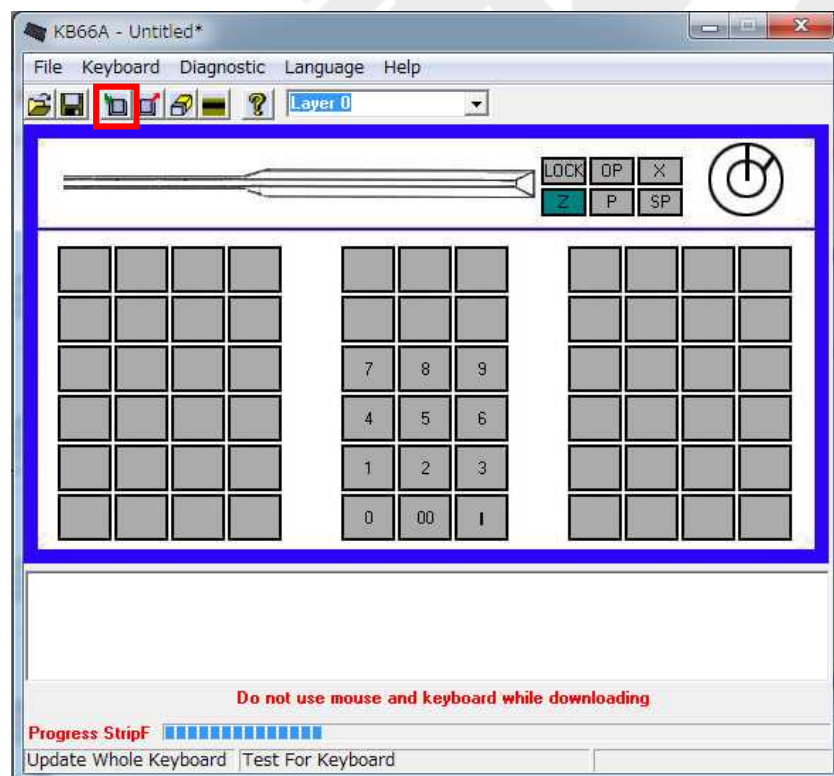 KB66A - Untitled*
File Keyboard Diagnostic Language Help
Layer 0
LOCK OP X
Z P SP
7 8 9
4 5 6
1 2 3
0 00 .
Do not use mouse and keyboard while downloading
Progress StripF
Update Whole Keyboard Test For Keyboard